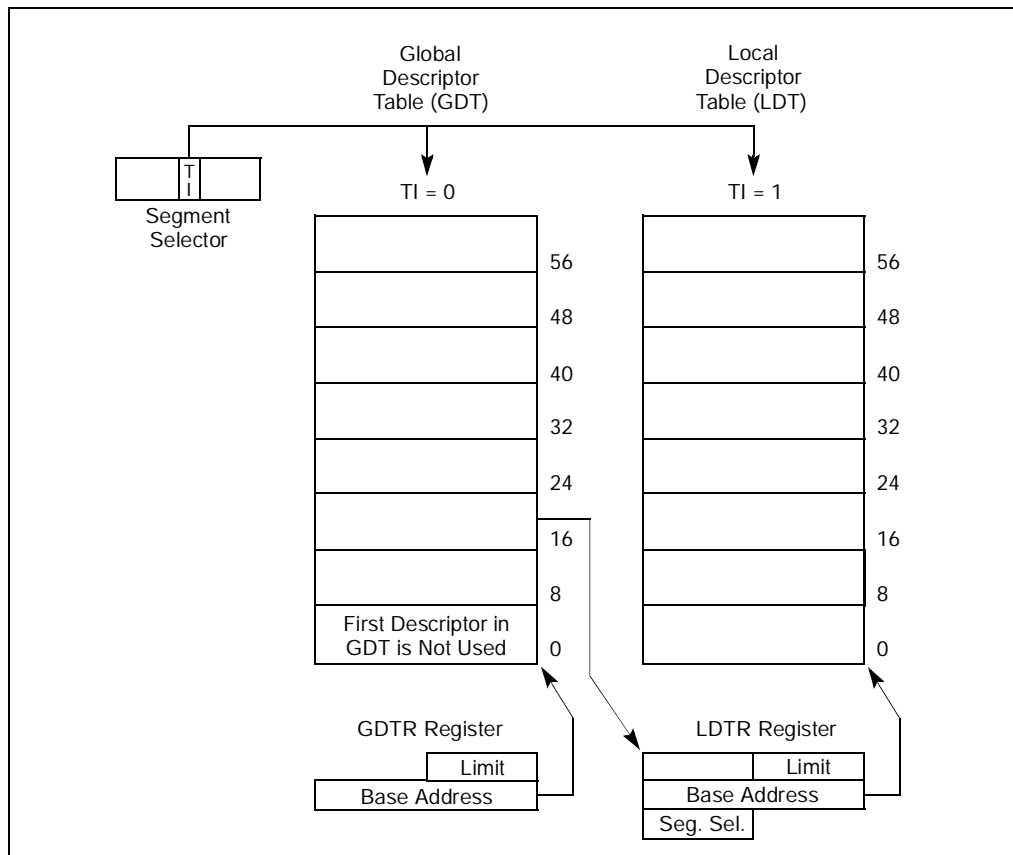 Global
Descriptor
Table (GDT)
Local
Descriptor
Table (LDT)
T
I
Segment
Selector
TI = 0
TI = 1
56
48
40
32
24
16
8
0
First Descriptor in
GDT is Not Used
56
48
40
32
24
16
8
0
GDTR Register
Limit
Base Address
LDTR Register
Limit
Base Address
Seg. Sel.